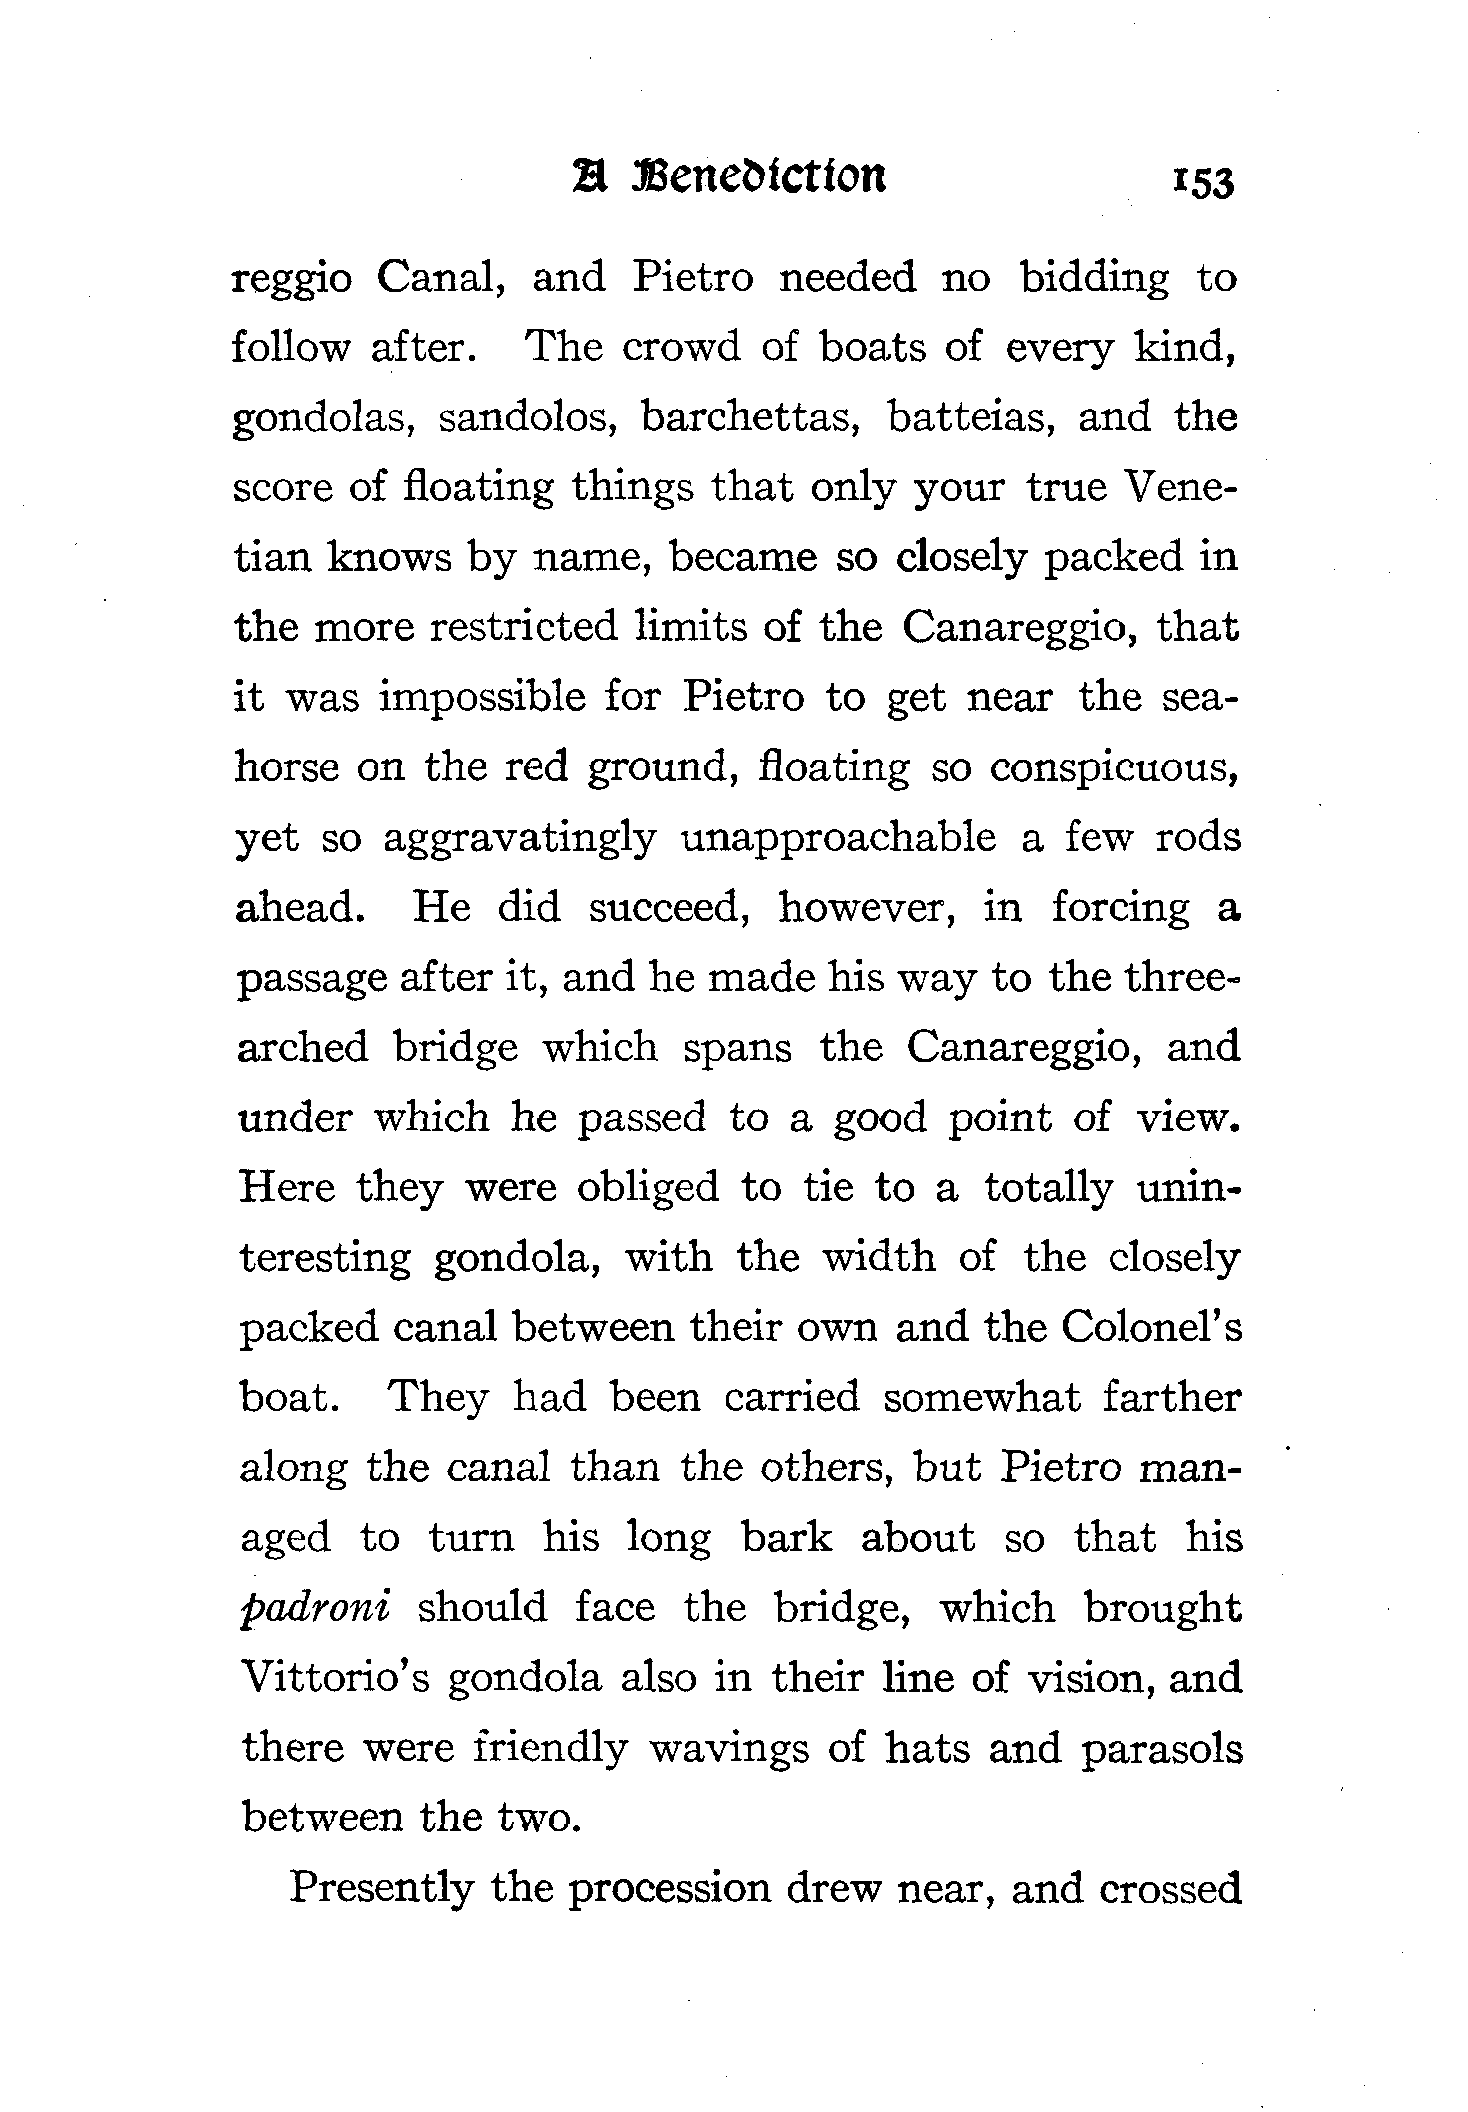 A Benediction 153
reggio Canal, and Pietro needed no bidding to
follow after. The crowd of boats of every kind,
gondolas, sandolos, barchettas, batteias, and the
score of floating things that only your true Vene-
tian knows by name, became so closely packed in
the more restricted limits of the Canareggio, that
it was impossible for Pietro to get near the sea-
horse on the red ground, floating so conspicuous,
yet so aggravatingly unapproachable a few rods
ahead. He did succeed, however, in forcing a
passage after it, and he made his way to the three-
arched bridge which spans the Canareggio, and
under which he passed to a good point of view.
Here they were obliged to tie to a totally unin-
teresting gondola, with the width of the closely
packed canal between their own and the Colonel's
boat. They had been carried somewhat farther
along the canal than the others, but Pietro man-
aged to turn his long bark about so that his
padroni should face the bridge, which brought
Vittorio's gondola also in their line of vision, and
there were friendly wavings of hats and parasols
between the two.
Presently the procession drew near, and crossed